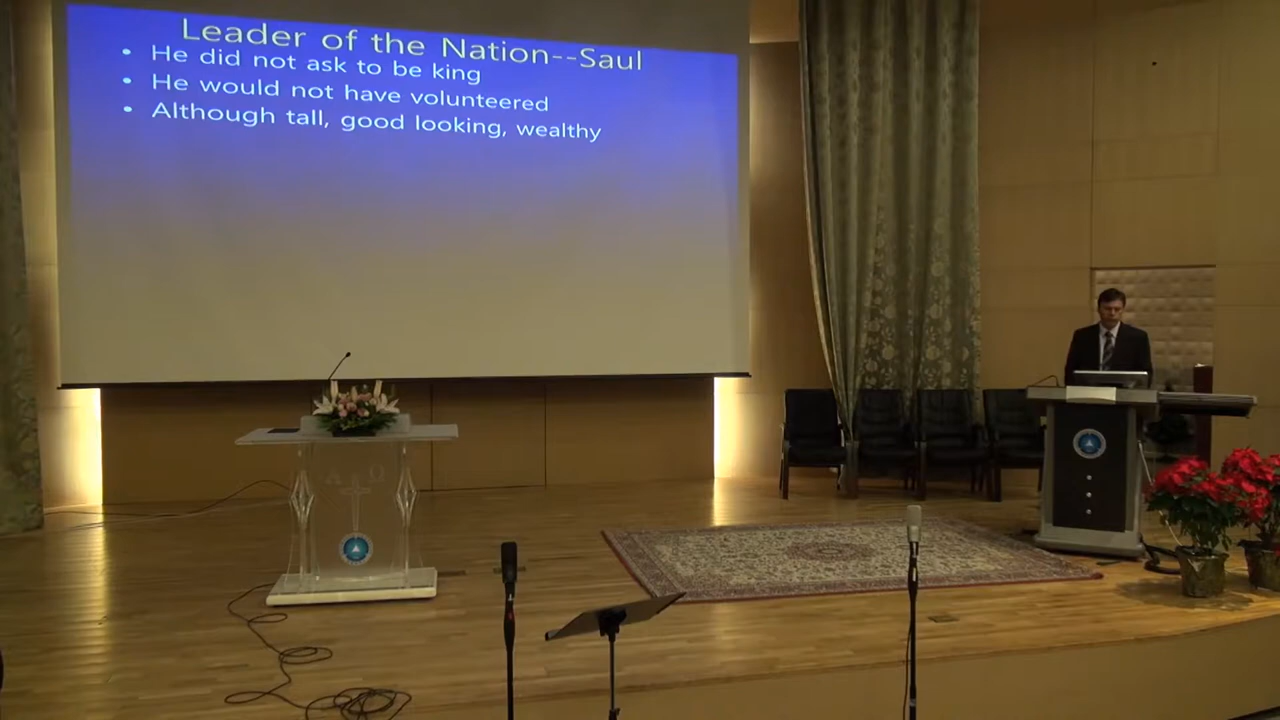 Leader of the Nation--Saul
• He did not ask to be king
• He would not have volunteered
• Although tall, good looking, wealthy
Α Ω